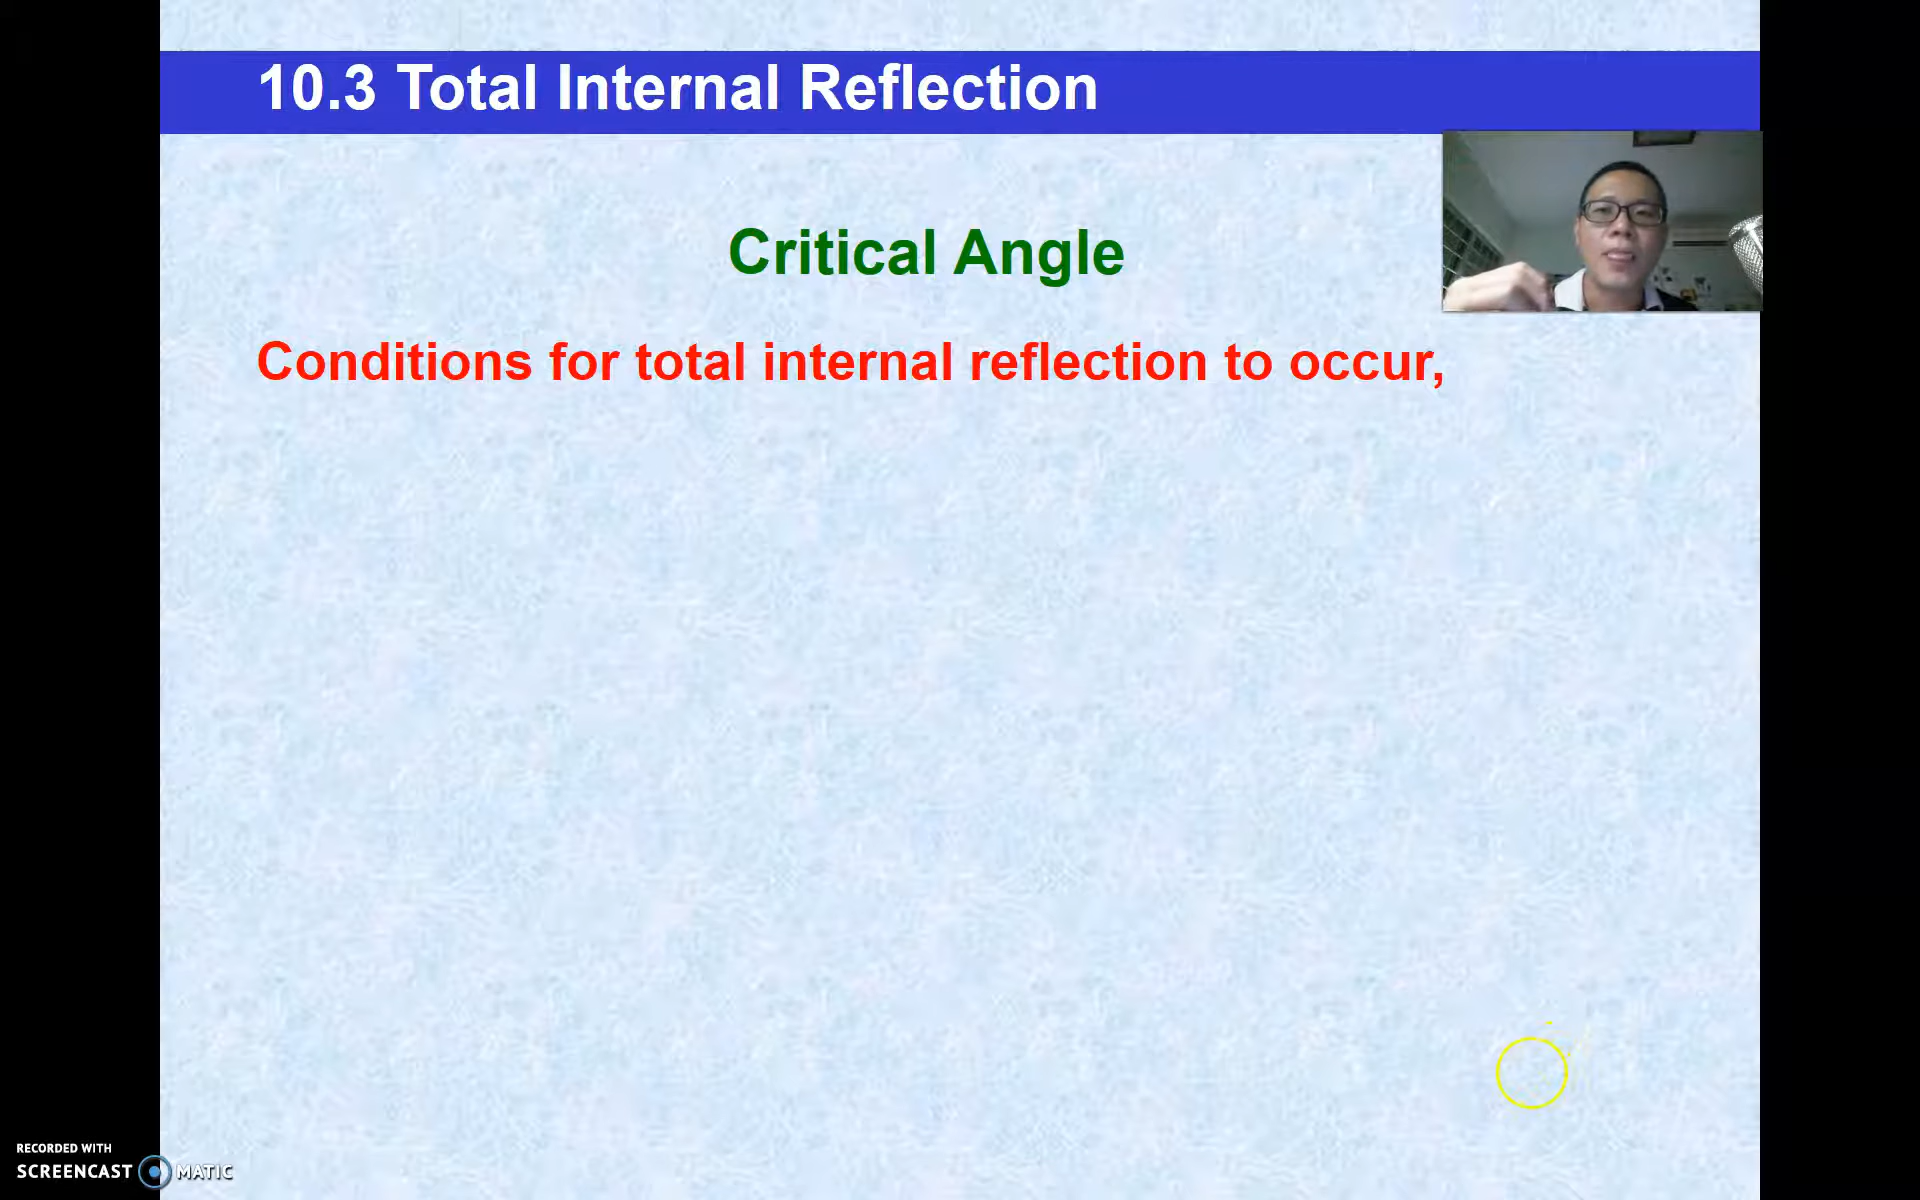 10.3 Total Internal Reflection
Critical Angle
Conditions for total internal reflection to occur,
RECORDED WITH
SCREENCAST MATIC